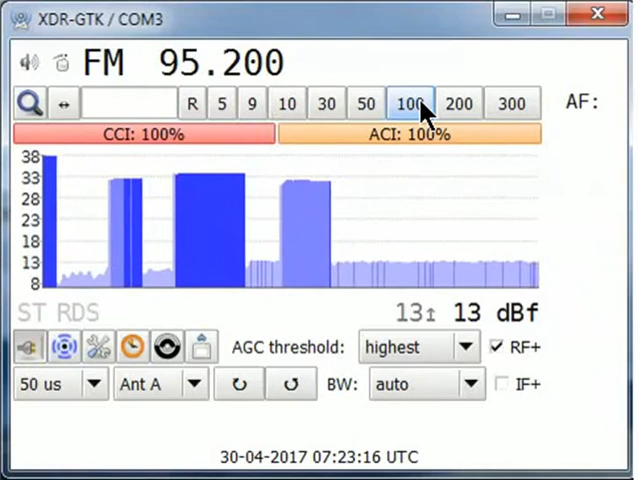 XDR-GTK / COM3
FM 95.200
R 5 9 10 30 50 100 200 300 AF:
CCI: 100% ACI: 100%
38
33
28
23
18
13
8
ST RDS 13↥ 13 dBf
AGC threshold: highest RF+
50 us Ant A ↻ ↺ BW: auto IF+
30-04-2017 07:23:16 UTC